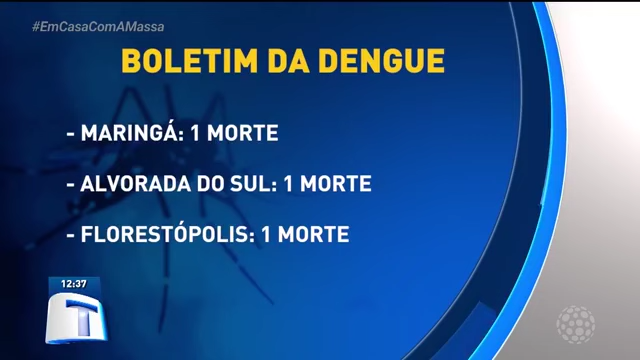 #EmCasaComAMassa
BOLETIM DA DENGUE
- MARINGÁ: 1 MORTE
- ALVORADA DO SUL: 1 MORTE
- FLORESTÓPOLIS: 1 MORTE
12:37
T